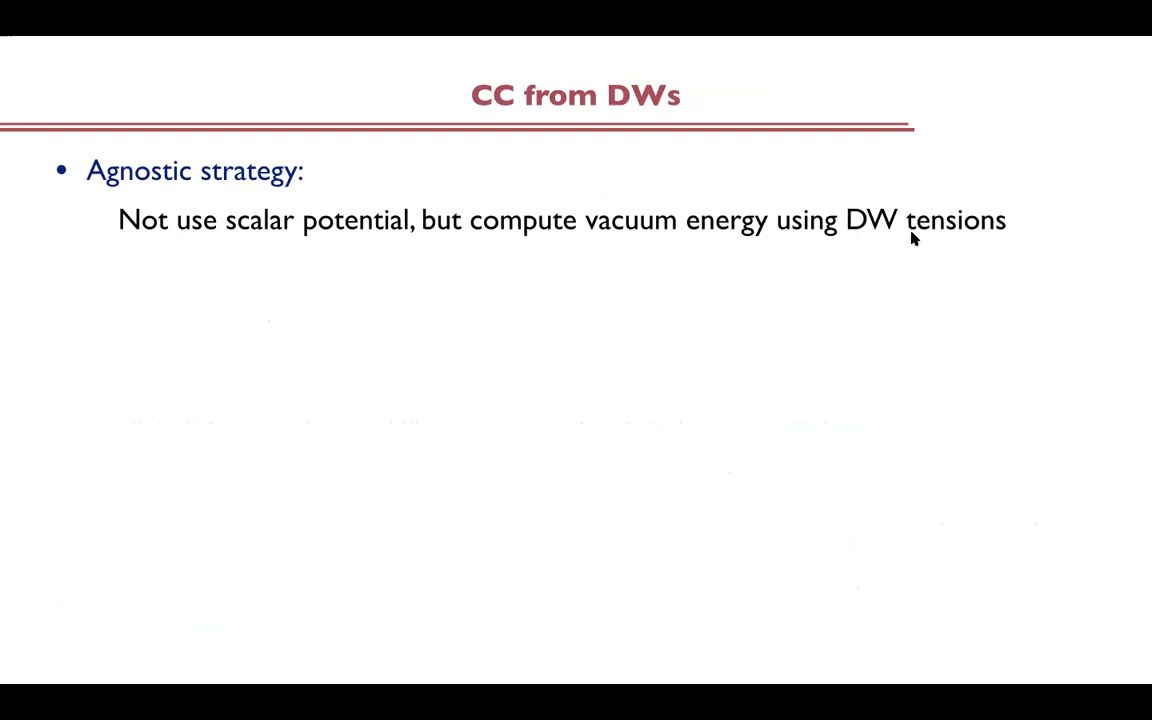 CC from DWs
• Agnostic strategy:
Not use scalar potential, but compute vacuum energy using DW tensions